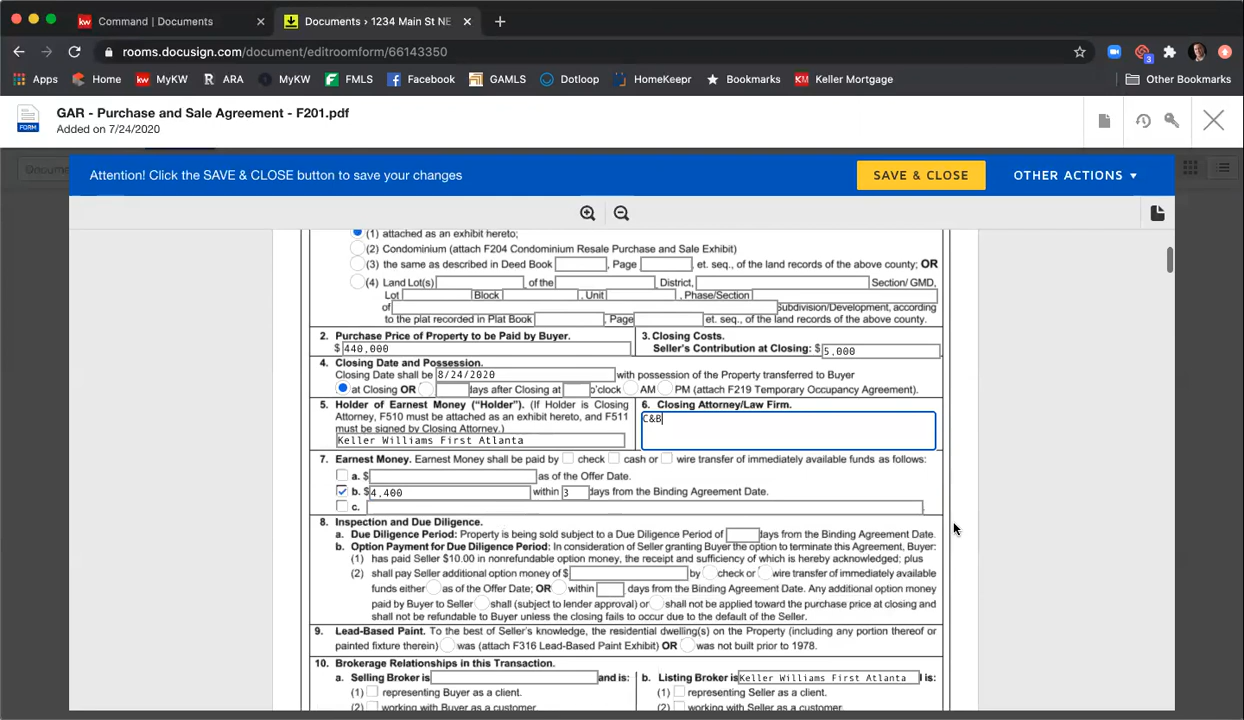 Command | Documents
Documents › 1234 Main St NE
rooms.docusign.com/document/editroomform/66143350
3
Apps Home kw MyKW R ARA MyKW FMLS Facebook GAMLS Dotloop HomeKeepr Bookmarks KM Keller Mortgage Other Bookmarks
FORM
GAR - Purchase and Sale Agreement - F201.pdf
Added on 7/24/2020
Attention! Click the SAVE & CLOSE button to save your changes
SAVE & CLOSE
OTHER ACTIONS
(1) attached as an exhibit hereto;
(2) Condominium (attach F204 Condominium Resale Purchase and Sale Exhibit)
(3) the same as described in Deed Book , Page , et. seq., of the land records of the above county; OR
(4) Land Lot(s) of the District, Section/ GMD,
Lot Block , Unit , Phase/Section
of Subdivision/Development, according
to the plat recorded in Plat Book , Page et. seq., of the land records of the above county.
2. Purchase Price of Property to be Paid by Buyer.
$ 440,000
3. Closing Costs.
Seller's Contribution at Closing: $ 5,000
4. Closing Date and Possession.
Closing Date shall be 8/24/2020 with possession of the Property transferred to Buyer
at Closing OR days after Closing at o'clock AM PM (attach F219 Temporary Occupancy Agreement).
5. Holder of Earnest Money ("Holder"). (If Holder is Closing
Attorney, F510 must be attached as an exhibit hereto, and F511
must be signed by Closing Attorney.)
Keller Williams First Atlanta
6. Closing Attorney/Law Firm.
C&B
7. Earnest Money. Earnest Money shall be paid by check cash or wire transfer of immediately available funds as follows:
a. $ as of the Offer Date.
b. $ 4,400 within 3 days from the Binding Agreement Date.
c.
8. Inspection and Due Diligence.
a. Due Diligence Period: Property is being sold subject to a Due Diligence Period of days from the Binding Agreement Date.
b. Option Payment for Due Diligence Period: In consideration of Seller granting Buyer the option to terminate this Agreement, Buyer:
(1) has paid Seller $10.00 in nonrefundable option money, the receipt and sufficiency of which is hereby acknowledged; plus
(2) shall pay Seller additional option money of $ by check or wire transfer of immediately available
funds either as of the Offer Date; OR within days from the Binding Agreement Date. Any additional option money
paid by Buyer to Seller shall (subject to lender approval) or shall not be applied toward the purchase price at closing and
shall not be refundable to Buyer unless the closing fails to occur due to the default of the Seller.
9. Lead-Based Paint. To the best of Seller's knowledge, the residential dwelling(s) on the Property (including any portion thereof or
painted fixture therein) was (attach F316 Lead-Based Paint Exhibit) OR was not built prior to 1978.
10. Brokerage Relationships in this Transaction.
a. Selling Broker is and is:
(1) representing Buyer as a client.
(2) working with Buyer as a customer.
b. Listing Broker is Keller Williams First Atlanta is:
(1) representing Seller as a client.
(2) working with Seller as a customer.